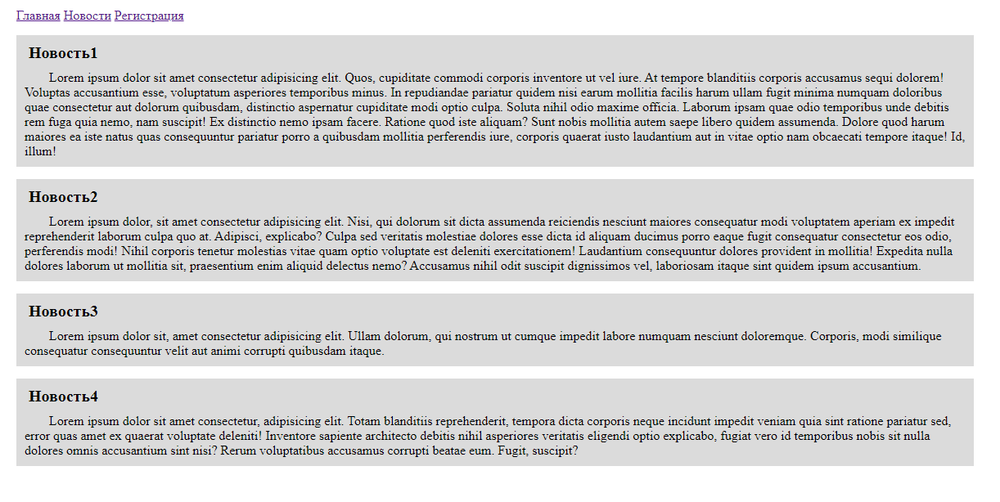 Главная Новости Регистрация
Новость1
Lorem ipsum dolor sit amet consectetur adipisicing elit. Quos, cupiditate commodi corporis inventore ut vel iure. At tempore blanditiis corporis accusamus sequi dolorem!
Voluptas accusantium esse, voluptatum asperiores temporibus minus. In repudiandae pariatur quidem nisi earum mollitia facilis harum ullam fugit minima numquam doloribus
quae consectetur aut dolorum quibusdam, distinctio aspernatur cupiditate modi optio culpa. Soluta nihil odio maxime officia. Laborum ipsam quae odio temporibus unde debitis
rem fuga quia nemo, nam suscipit! Ex distinctio nemo ipsam facere. Ratione quod iste aliquam? Sunt nobis mollitia autem saepe libero quidem assumenda. Dolore quod harum
maiores ea iste natus quas consequuntur pariatur porro a quibusdam mollitia perferendis iure, corporis quaerat iusto laudantium aut in vitae optio nam obcaecati tempore itaque! Id,
illum!
Новость2
Lorem ipsum dolor, sit amet consectetur adipisicing elit. Nisi, qui dolorum sit dicta assumenda reiciendis nesciunt maiores consequatur modi voluptatem aperiam ex impedit
reprehenderit laborum culpa quo at. Adipisci, explicabo? Culpa sed veritatis molestiae dolores esse dicta id aliquam ducimus porro eaque fugit consequatur consectetur eos odio,
perferendis modi! Nihil corporis tenetur molestias vitae quam optio voluptate est deleniti exercitationem! Laudantium consequuntur dolores provident in mollitia! Expedita nulla
dolores laborum ut mollitia sit, praesentium enim aliquid delectus nemo? Accusamus nihil odit suscipit dignissimos vel, laboriosam itaque sint quidem ipsum accusantium.
Новость3
Lorem ipsum dolor sit, amet consectetur adipisicing elit. Ullam dolorum, qui nostrum ut cumque impedit labore numquam nesciunt doloremque. Corporis, modi similique
consequatur consequuntur velit aut animi corrupti quibusdam itaque.
Новость4
Lorem ipsum dolor sit amet consectetur, adipisicing elit. Totam blanditiis reprehenderit, tempora dicta corporis neque incidunt impedit veniam quia sint ratione pariatur sed,
error quas amet ex quaerat voluptate deleniti! Inventore sapiente architecto debitis nihil asperiores veritatis eligendi optio explicabo, fugiat vero id temporibus nobis sit nulla
dolores omnis accusantium sint nisi? Rerum voluptatibus accusamus corrupti beatae eum. Fugit, suscipit?